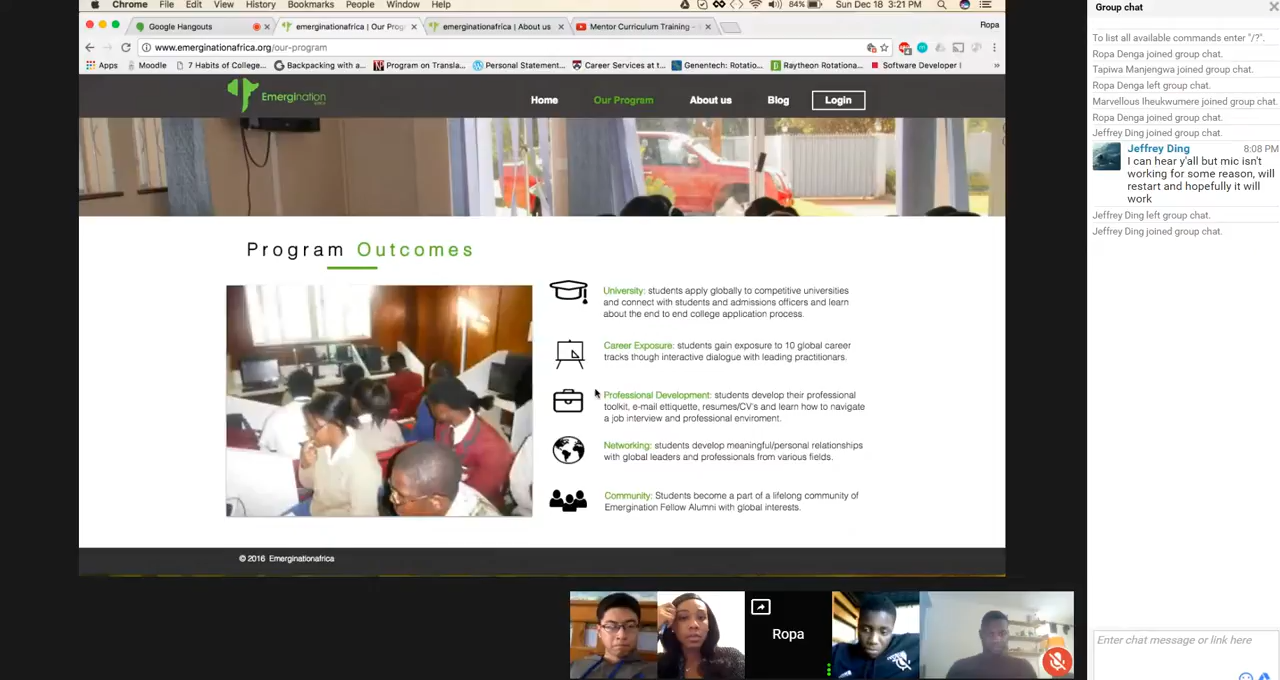 Chrome File Edit View History Bookmarks People Window Help
84% Sun Dec 18 3:21 PM
Google Hangouts
emerginationafrica | Our Prog
emerginationafrica | About us
Mentor Curriculum Training -
Ropa
www.emerginationafrica.org/our-program
Apps
Moodle
7 Habits of College...
Backpacking with a...
Program on Transla...
Personal Statement...
Career Services at t...
Genentech: Rotatio...
Raytheon Rotationa...
Software Developer |
»
Emergination
Home
Our Program
About us
Blog
Login
Program Outcomes
University: students apply globally to competitive universities
and connect with students and admissions officers and learn
about the end to end college application process.
Career Exposure: students gain exposure to 10 global career
tracks though interactive dialogue with leading practitionars.
Professional Development: students develop their professional
toolkit, e-mail ettiquette, resumes/CV's and learn how to navigate
a job interview and professional enviroment.
Networking: students develop meaningful/personal relationships
with global leaders and professionals from various fields.
Community: Students become a part of a lifelong community of
Emergination Fellow Alumni with global interests.
© 2016 Emerginationafrica
Ropa
Group chat
To list all available commands enter "/?".
Ropa Denga joined group chat.
Tapiwa Manjengwa joined group chat.
Ropa Denga left group chat.
Marvellous Iheukwumere joined group chat.
Ropa Denga joined group chat.
Jeffrey Ding joined group chat.
Jeffrey Ding 8:08 PM
I can hear y'all but mic isn't
working for some reason, will
restart and hopefully it will
work
Jeffrey Ding left group chat.
Jeffrey Ding joined group chat.
Enter chat message or link here